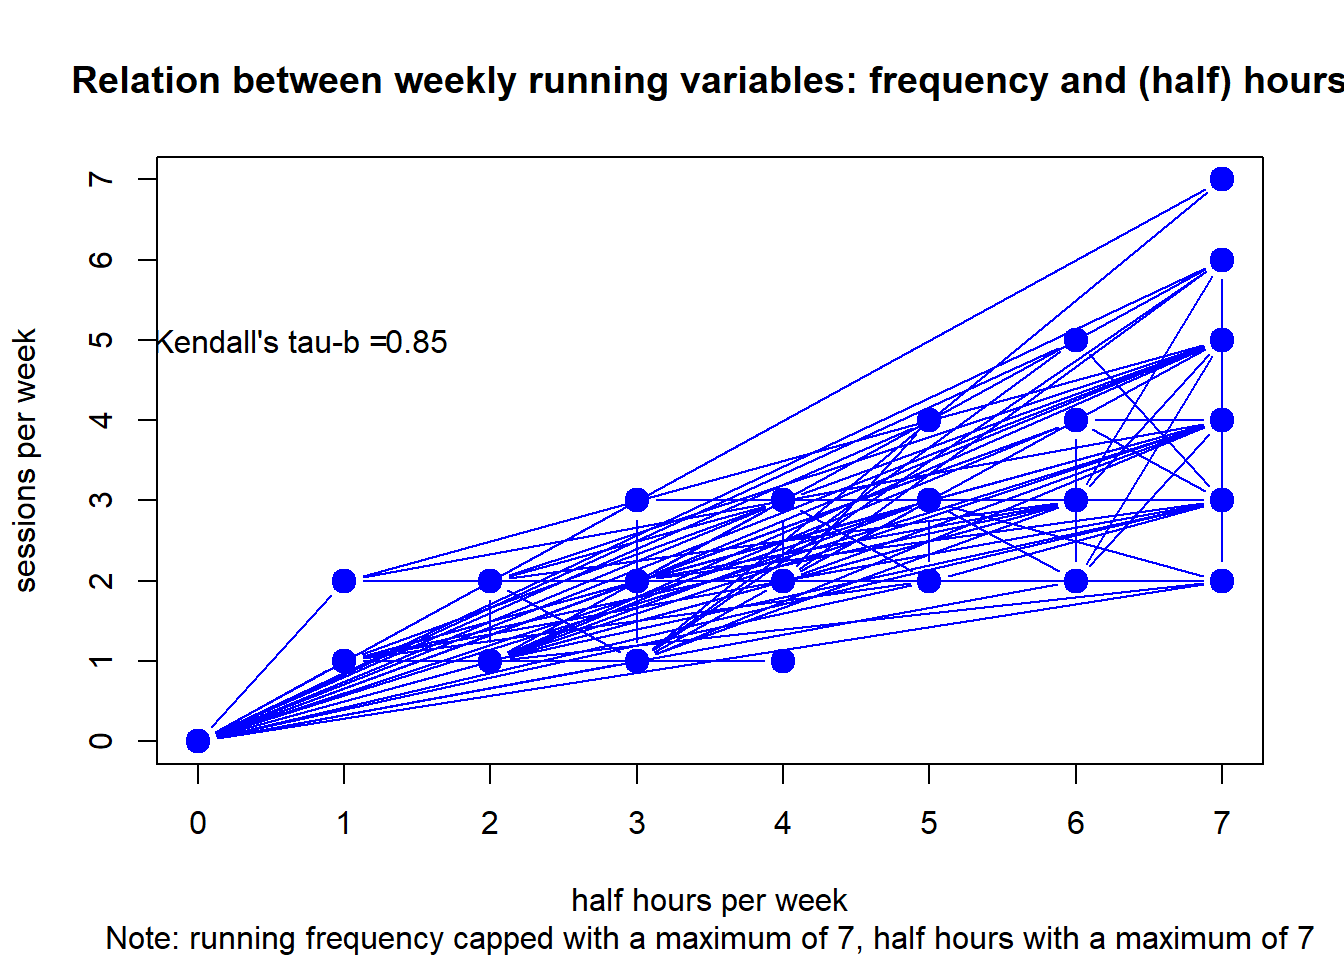 Relation between weekly running variables: frequency and (half) hours
7
6
5
4
3
2
1
0
sessions per week
Kendall's tau-b =0.85
0 1 2 3 4 5 6 7
half hours per week
Note: running frequency capped with a maximum of 7, half hours with a maximum of 7